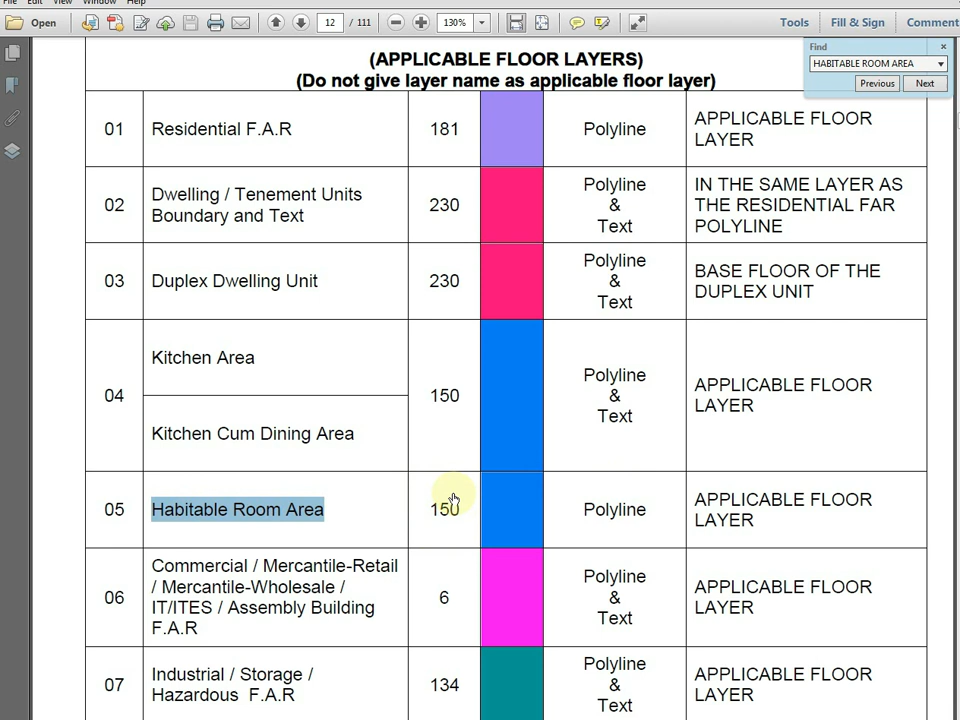 File Edit View Window Help
Open
12 / 111
130%
Tools
Fill & Sign
Comment
Find
HABITABLE ROOM AREA
Previous
Next
(APPLICABLE FLOOR LAYERS)
(Do not give layer name as applicable floor layer)
01
Residential F.A.R
181
Polyline
APPLICABLE FLOOR
LAYER
02
Dwelling / Tenement Units
Boundary and Text
230
Polyline
&
Text
IN THE SAME LAYER AS
THE RESIDENTIAL FAR
POLYLINE
03
Duplex Dwelling Unit
230
Polyline
&
Text
BASE FLOOR OF THE
DUPLEX UNIT
04
Kitchen Area
Kitchen Cum Dining Area
150
Polyline
&
Text
APPLICABLE FLOOR
LAYER
05
Habitable Room Area
150
Polyline
APPLICABLE FLOOR
LAYER
06
Commercial / Mercantile-Retail
/ Mercantile-Wholesale /
IT/ITES / Assembly Building
F.A.R
6
Polyline
&
Text
APPLICABLE FLOOR
LAYER
07
Industrial / Storage /
Hazardous F.A.R
134
Polyline
&
Text
APPLICABLE FLOOR
LAYER